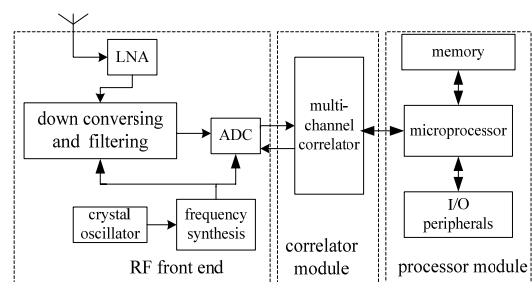 LNA
down conversing
and filtering
ADC
crystal
oscillator
frequency
synthesis
RF front end
multi-
channel
correlator
correlator
module
memory
microprocessor
I/O
peripherals
processor module